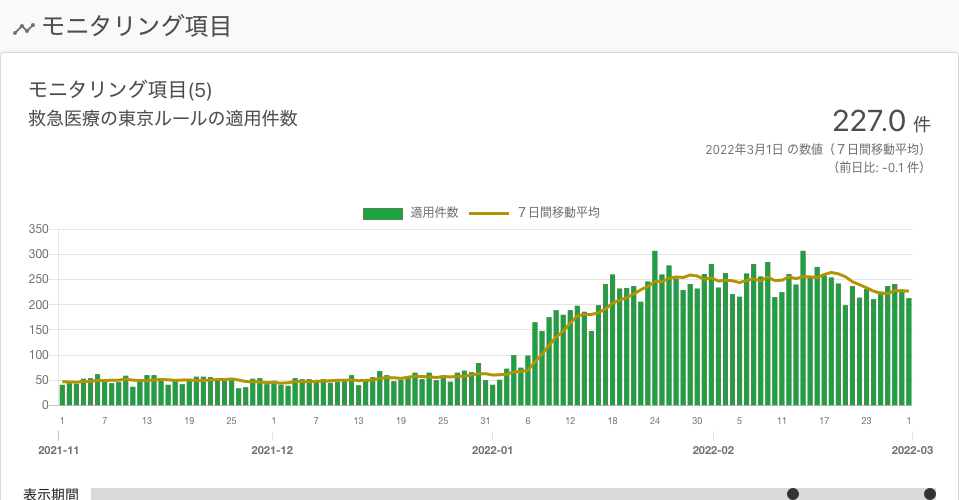 モニタリング項目
モニタリング項目(5)
救急医療の東京ルールの適用件数
227.0 件
2022年3月1日 の数値（７日間移動平均）
（前日比: -0.1 件）
適用件数 ７日間移動平均
350
300
250
200
150
100
50
0
1 7 13 19 25 1 7 13 19 25 31 6 12 18 24 30 5 11 17 23 1
2021-11 2021-12 2022-01 2022-02 2022-03
表示期間